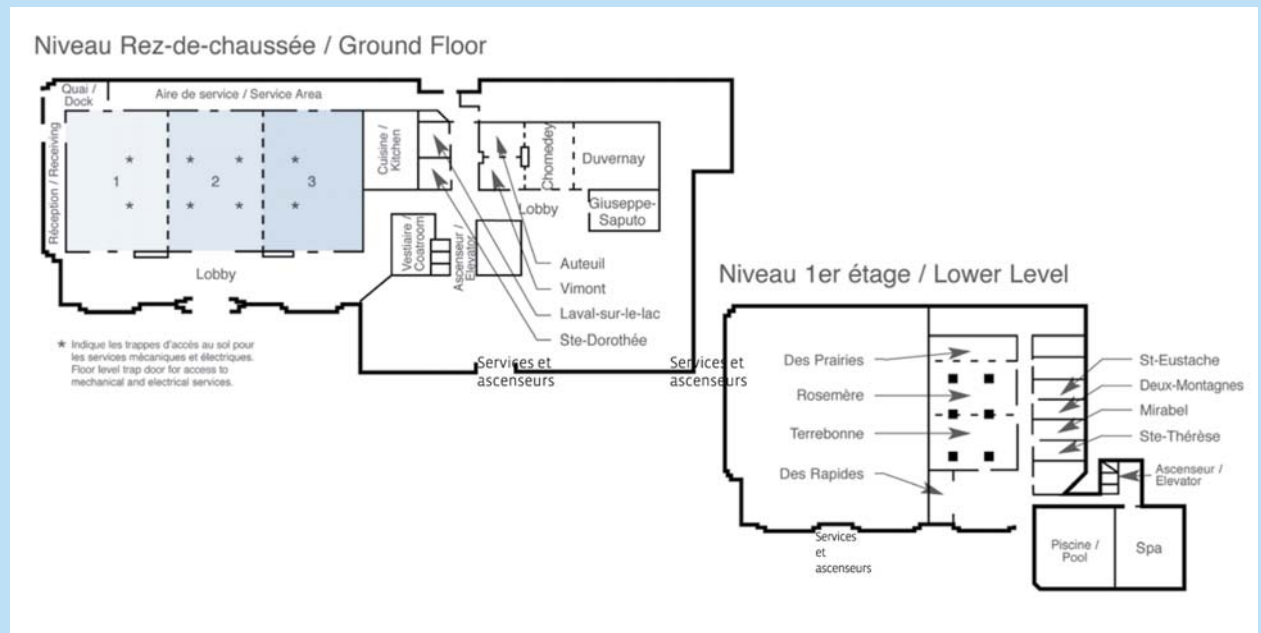 Niveau Rez-de-chaussée / Ground Floor
Quai /
Dock
Aire de service / Service Area
Réception / Receiving
1
2
3
Cuisine /
Kitchen
Chomedey
Duvernay
Lobby
Giuseppe-
Saputo
Vestiaire /
Coatroom
Ascenseur /
Elevator
Lobby
Auteuil
Vimont
Laval-sur-le-lac
Ste-Dorothée
Services et
ascenseurs
Services et
ascenseurs
* Indique les trappes d'accés au sol pour
les services mécaniques et électriques.
Floor level trap door for access to
mechanical and electrical services.
Niveau 1er étage / Lower Level
Des Prairies
Rosemère
Terrebonne
Des Rapides
St-Eustache
Deux-Montagnes
Mirabel
Ste-Thérèse
Ascenseur /
Elevator
Services
et
ascenseurs
Piscine /
Pool
Spa